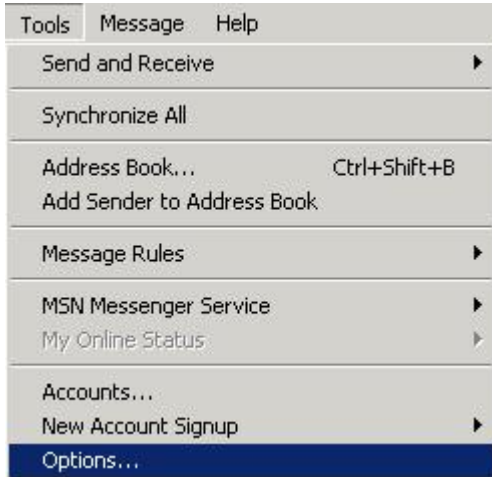 Tools Message Help
Send and Receive
Synchronize All
Address Book... Ctrl+Shift+B
Add Sender to Address Book
Message Rules
MSN Messenger Service
My Online Status
Accounts...
New Account Signup
Options...